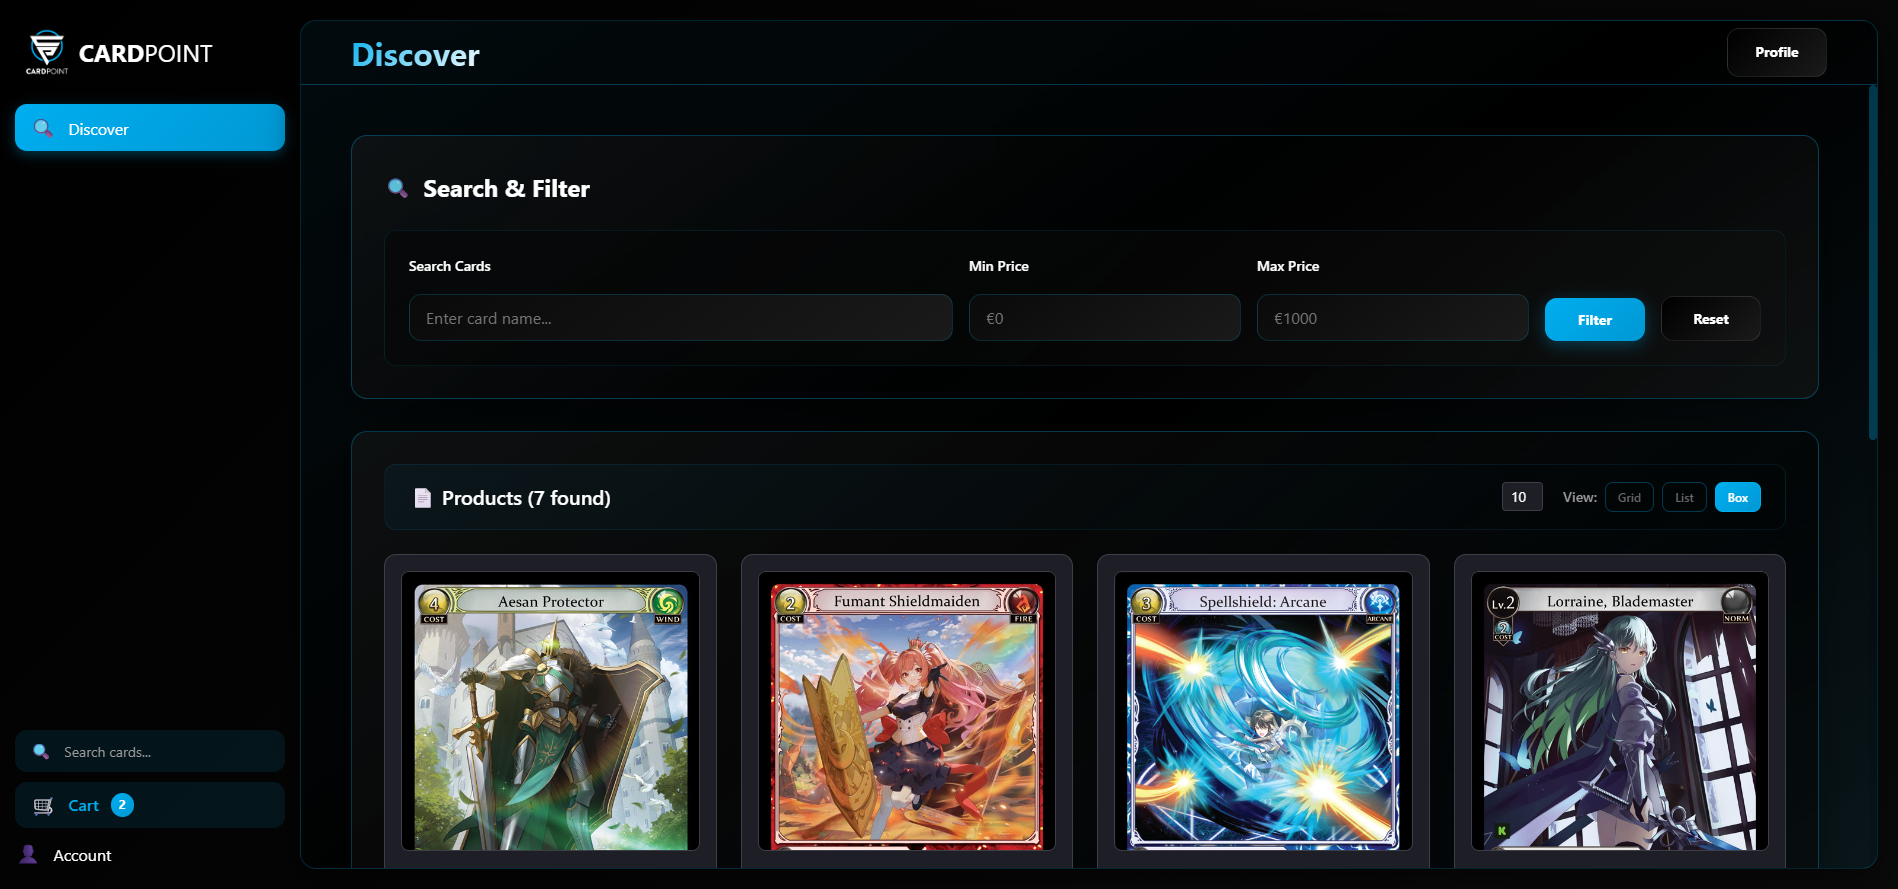 CARDPOINT
CARDPOINT
Discover
Search cards...
Cart 2
Account
Discover
Profile
Search & Filter
Search Cards
Min Price
Max Price
Enter card name...
€0
€1000
Filter
Reset
Products (7 found)
10
View:
Grid
List
Box
4
COST
Aesan Protector
WIND
2
COST
Fumant Shieldmaiden
FIRE
3
COST
Spellshield: Arcane
ARCANE
Lv.2
2
COST
Lorraine, Blademaster
NORM
K